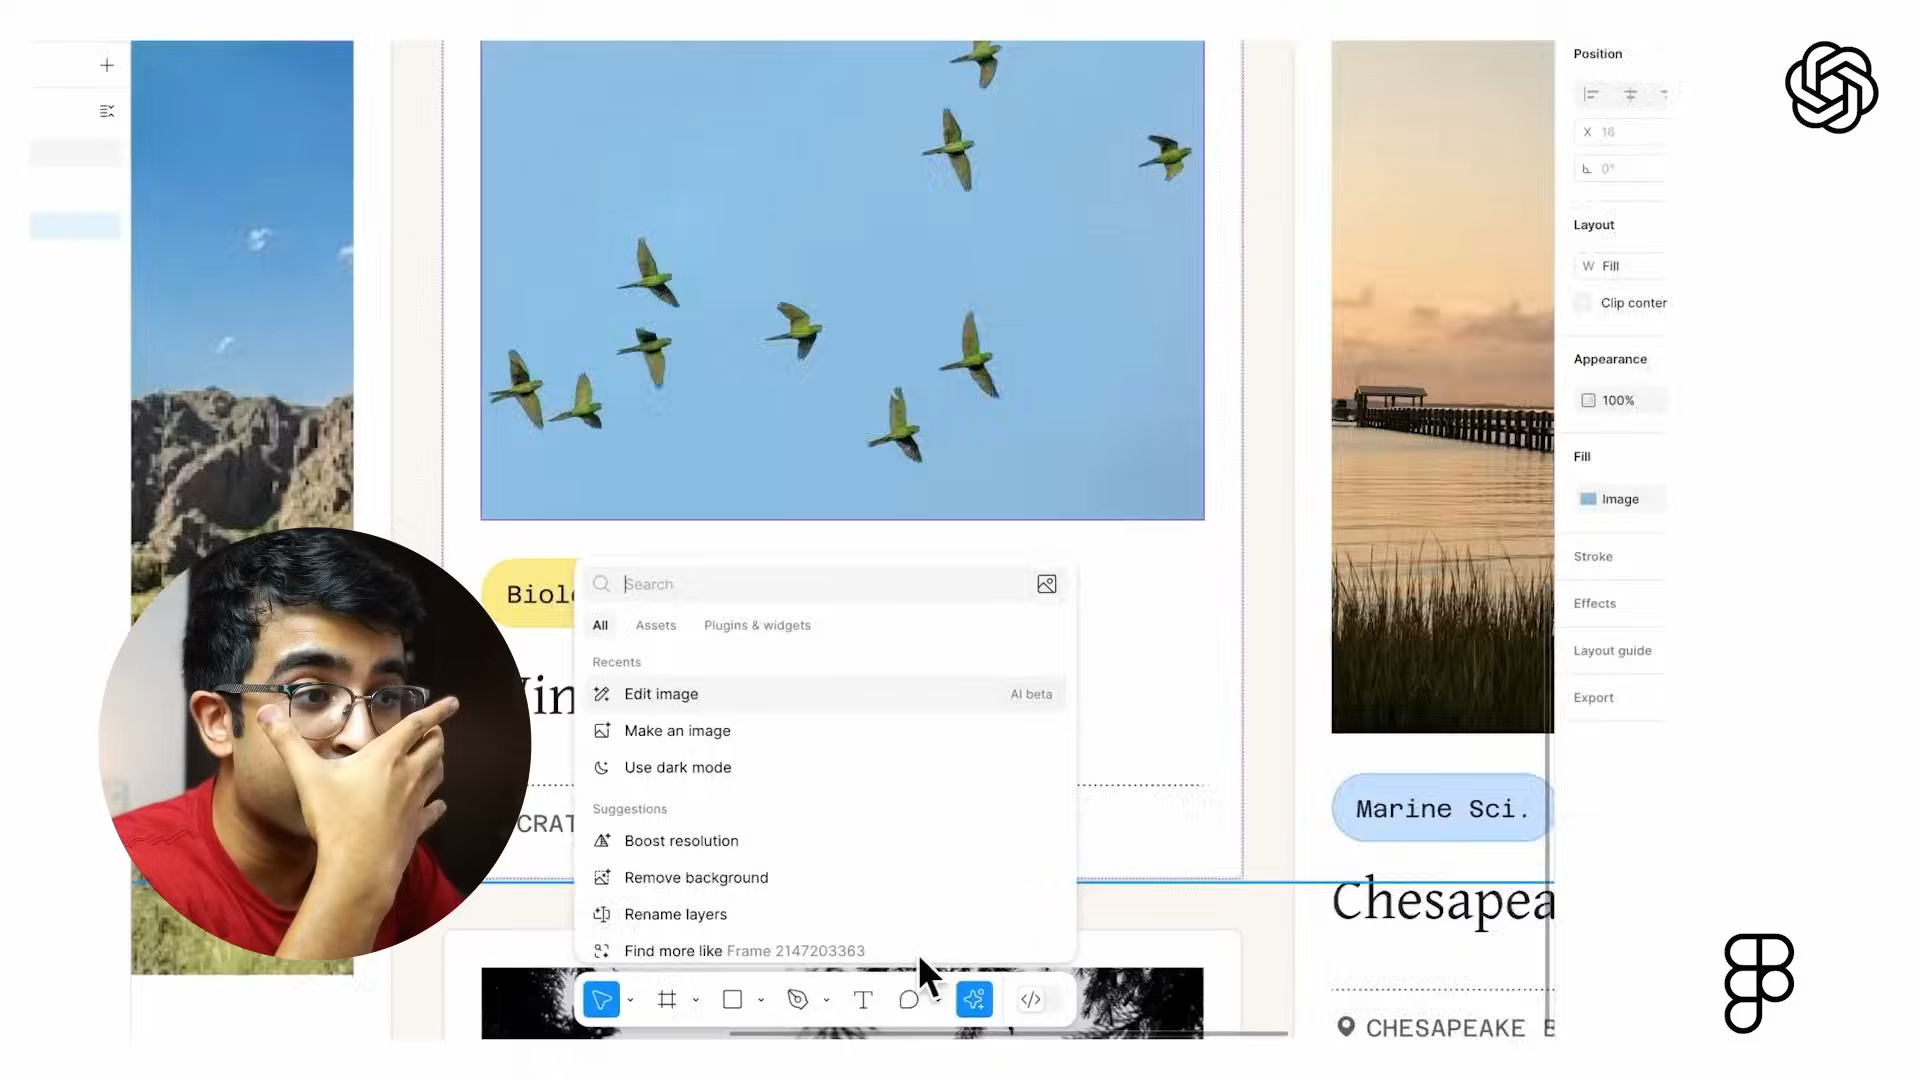 Position
X 16
0°
Layout
W Fill
Clip conter
Appearance
100%
Fill
Image
Stroke
Effects
Layout guide
Export
Biolo
Search
All Assets Plugins & widgets
Recents
Edit image AI beta
Make an image
Use dark mode
Suggestions
Boost resolution
Remove background
Rename layers
Find more like Frame 2147203363
CRAT
Marine Sci.
Chesapea
CHESAPEAKE B